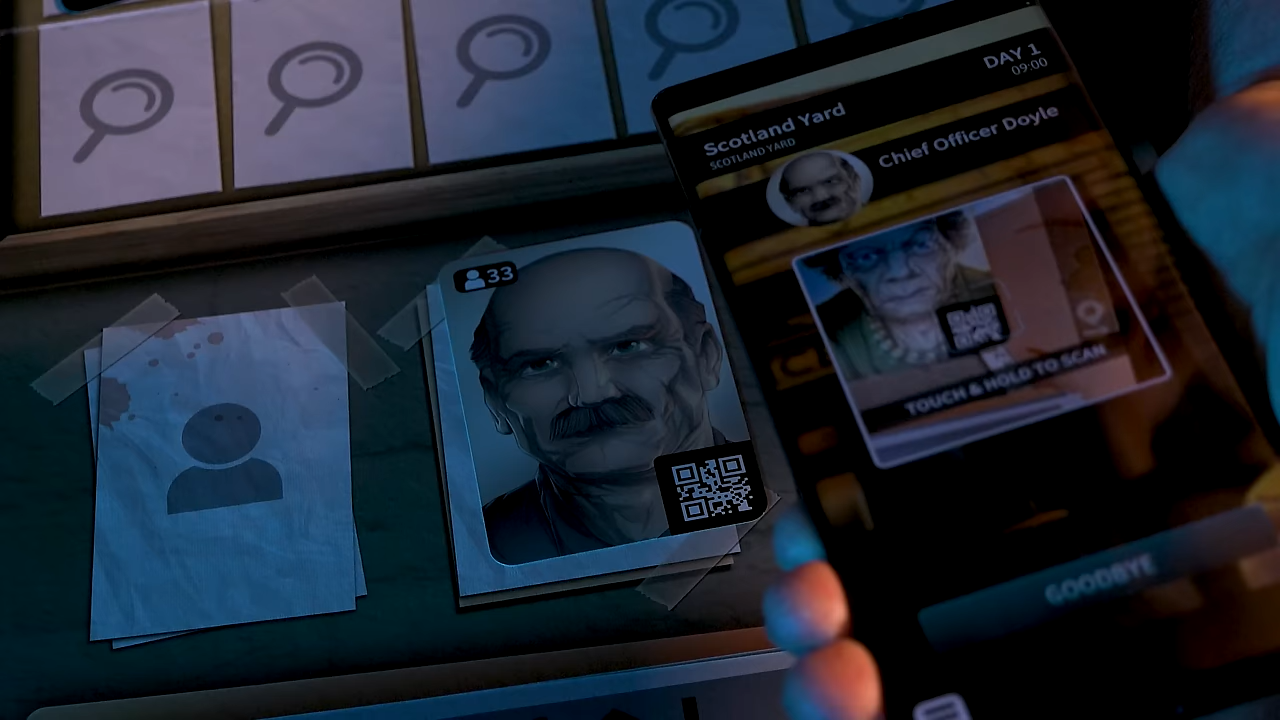 DAY 1
09:00
Scotland Yard
SCOTLAND YARD
Chief Officer Doyle
33
TOUCH & HOLD TO SCAN
GOODBYE